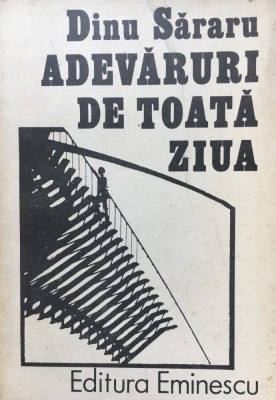 Dinu Săraru
ADEVĂRURI
DE TOATĂ
ZIUA
Editura Eminescu